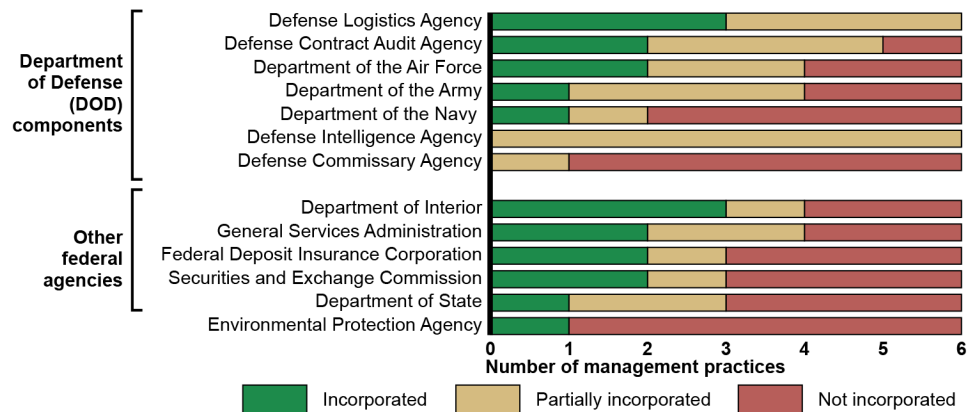 Department
of Defense
(DOD)
components
Defense Logistics Agency
Defense Contract Audit Agency
Department of the Air Force
Department of the Army
Department of the Navy
Defense Intelligence Agency
Defense Commissary Agency
Other
federal
agencies
Department of Interior
General Services Administration
Federal Deposit Insurance Corporation
Securities and Exchange Commission
Department of State
Environmental Protection Agency
0 1 2 3 4 5 6
Number of management practices
Incorporated Partially incorporated Not incorporated